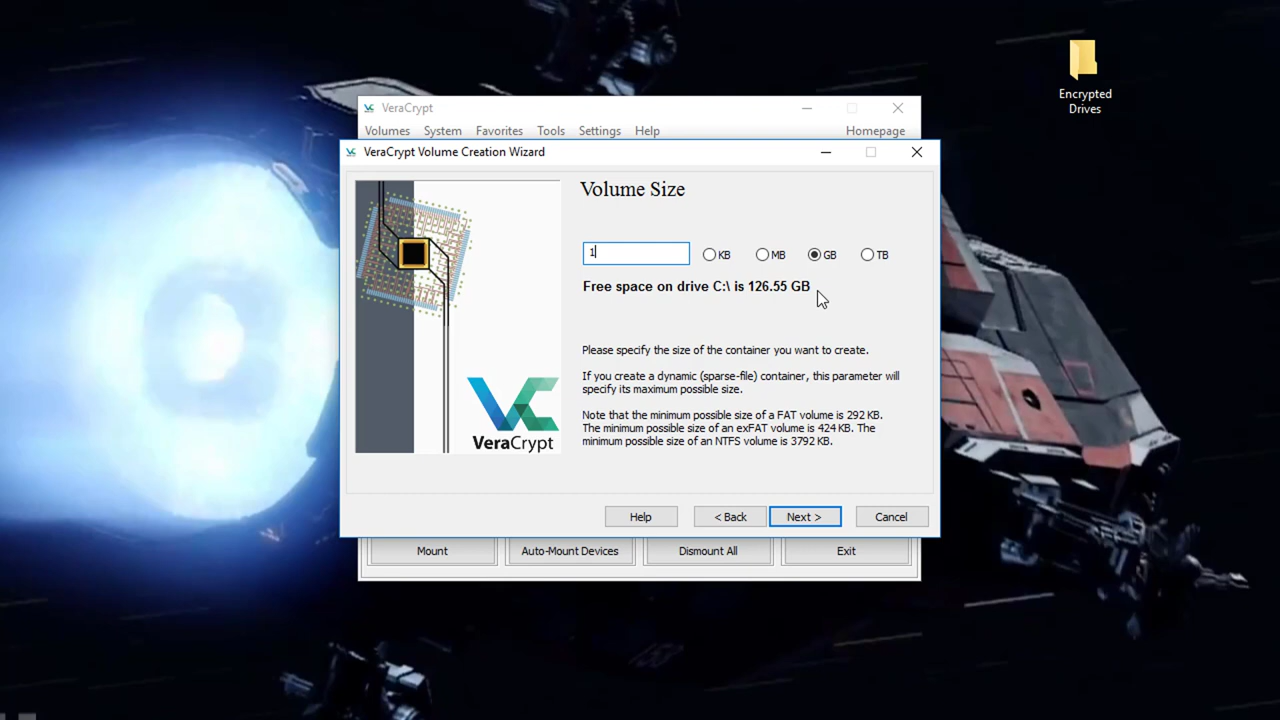 Encrypted
Drives
VeraCrypt
Volumes System Favorites Tools Settings Help Homepage
VeraCrypt Volume Creation Wizard
Volume Size
1 KB MB GB TB
Free space on drive C:\ is 126.55 GB
Please specify the size of the container you want to create.
If you create a dynamic (sparse-file) container, this parameter will
specify its maximum possible size.
Note that the minimum possible size of a FAT volume is 292 KB.
The minimum possible size of an exFAT volume is 424 KB. The
minimum possible size of an NTFS volume is 3792 KB.
VeraCrypt
Help < Back Next > Cancel
Mount Auto-Mount Devices Dismount All Exit